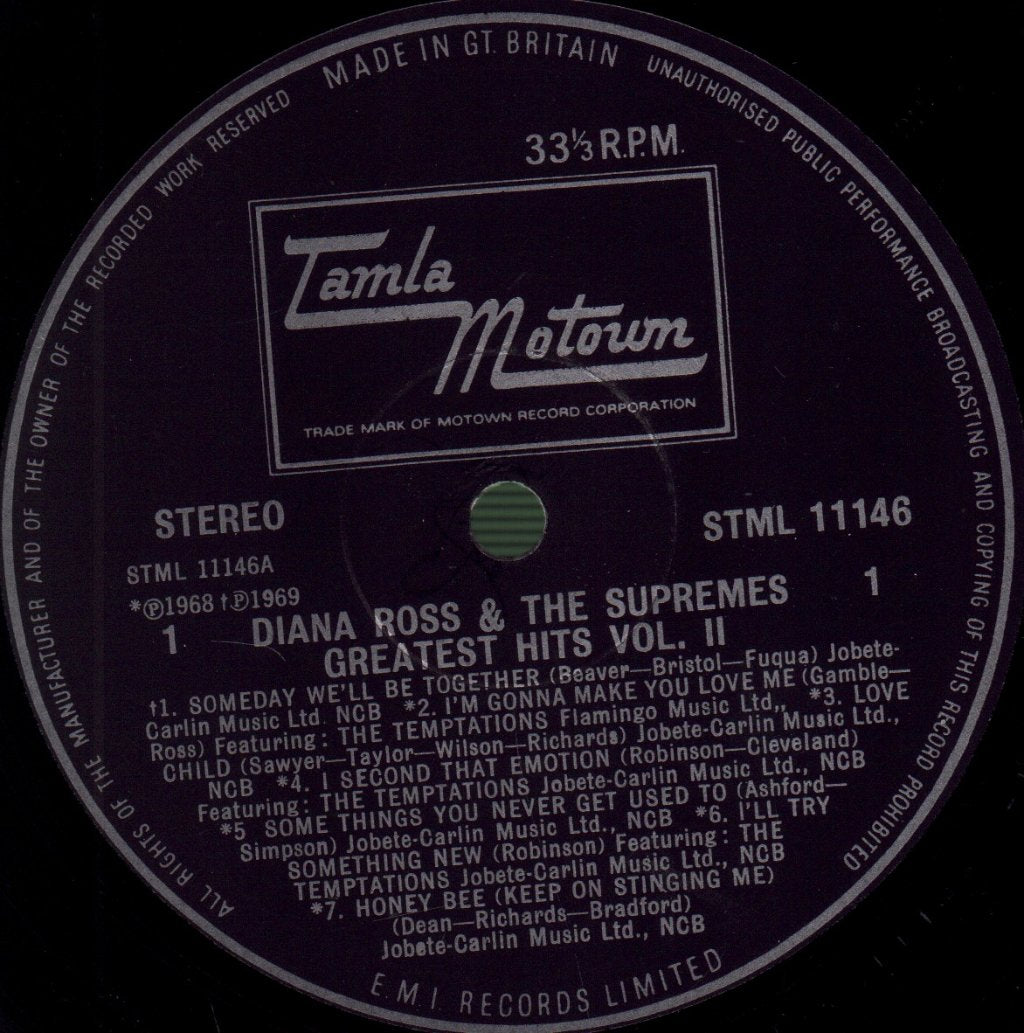 MADE IN GT. BRITAIN
UNAUTHORISED PUBLIC PERFORMANCE BROADCASTING AND COPYING OF THIS RECORD PROHIBITED
ALL RIGHTS OF THE MANUFACTURER AND OF THE OWNER OF THE RECORDED WORK RESERVED
33⅓ R.P.M.
Tamla
Motown
TRADE MARK OF MOTOWN RECORD CORPORATION
STEREO
STML 11146
STML 11146A
*℗1968 †℗1969
1 DIANA ROSS & THE SUPREMES 1
GREATEST HITS VOL. II
†1. SOMEDAY WE'LL BE TOGETHER (Beaver—Bristol—Fuqua) Jobete-
Carlin Music Ltd. NCB *2. I'M GONNA MAKE YOU LOVE ME (Gamble—
Ross) Featuring: THE TEMPTATIONS Flamingo Music Ltd,, *3. LOVE
CHILD (Sawyer—Taylor—Wilson—Richards) Jobete-Carlin Music Ltd.,
NCB *4. I SECOND THAT EMOTION (Robinson—Cleveland)
Featuring: THE TEMPTATIONS Jobete-Carlin Music Ltd., NCB
*5 SOME THINGS YOU NEVER GET USED TO (Ashford—
Simpson) Jobete-Carlin Music Ltd., NCB *6. I'LL TRY
SOMETHING NEW (Robinson) Featuring: THE
TEMPTATIONS Jobete-Carlin Music Ltd., NCB
*7. HONEY BEE (KEEP ON STINGING ME)
(Dean—Richards—Bradford)
Jobete-Carlin Music Ltd., NCB
E.M.I RECORDS LIMITED